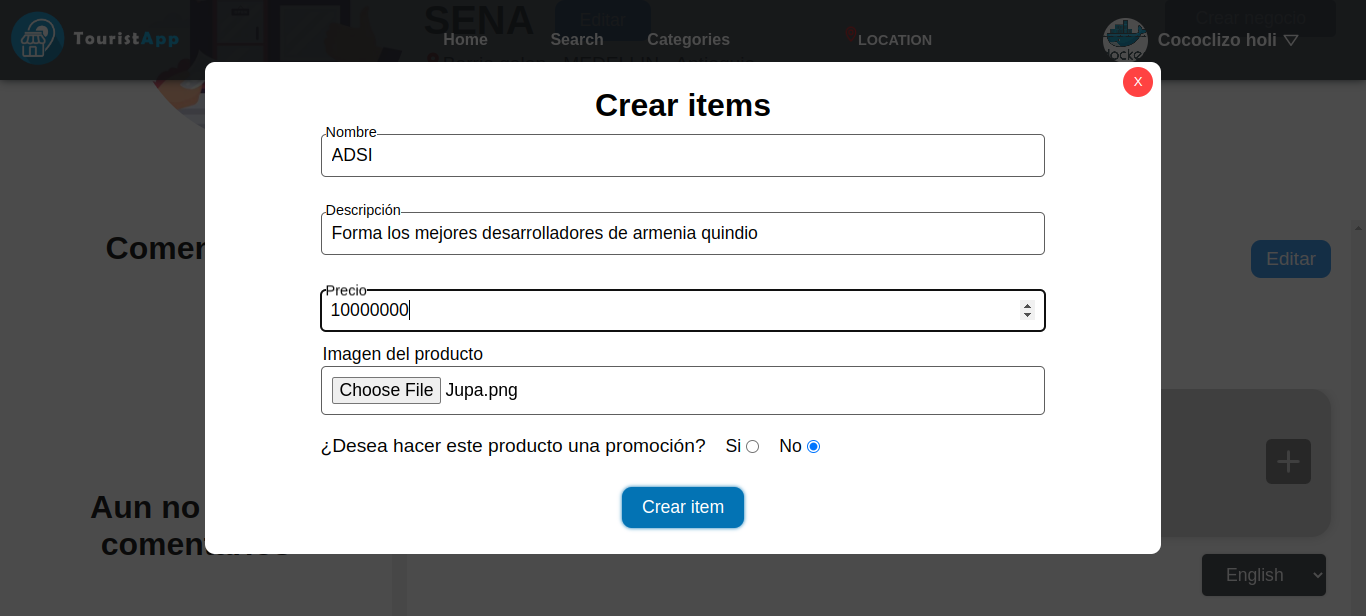 SENA
Editar
Crear negocio
TouristApp
Home
Search
Categories
LOCATION
Cococlizo holi
docke
X
Crear items
Nombre
ADSI
Descripción
Forma los mejores desarrolladores de armenia quindio
Precio
10000000
Imagen del producto
Choose File Jupa.png
¿Desea hacer este producto una promoción? Si No
Crear item
Comen
Editar
Aun no
English